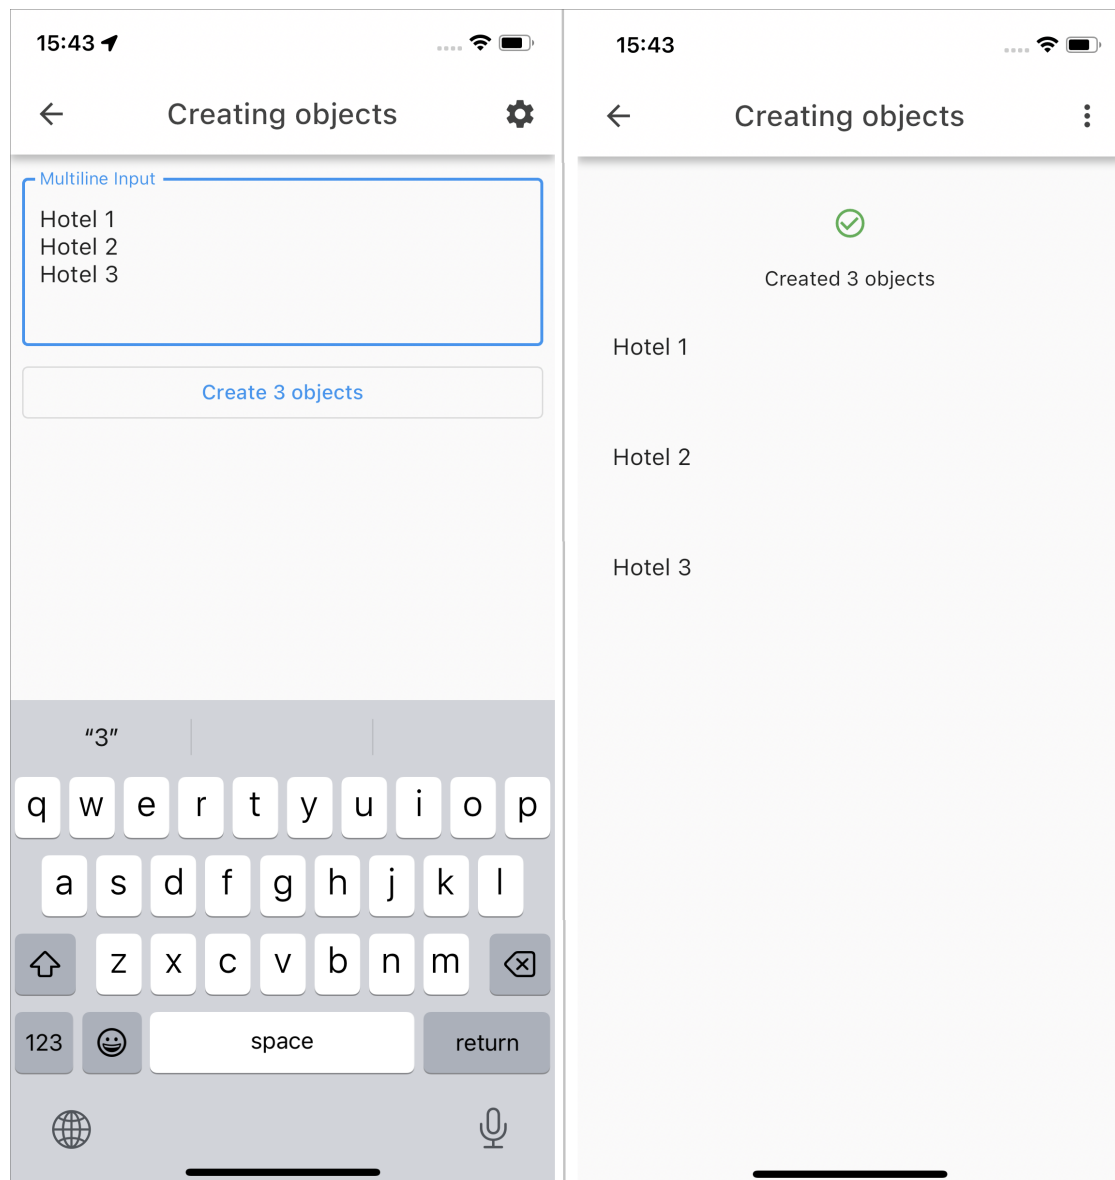 15:43
Creating objects
Multiline Input
Hotel 1
Hotel 2
Hotel 3
Create 3 objects
“3”
q w e r t y u i o p
a s d f g h j k l
z x c v b n m
123 space return
15:43
Creating objects
Created 3 objects
Hotel 1
Hotel 2
Hotel 3